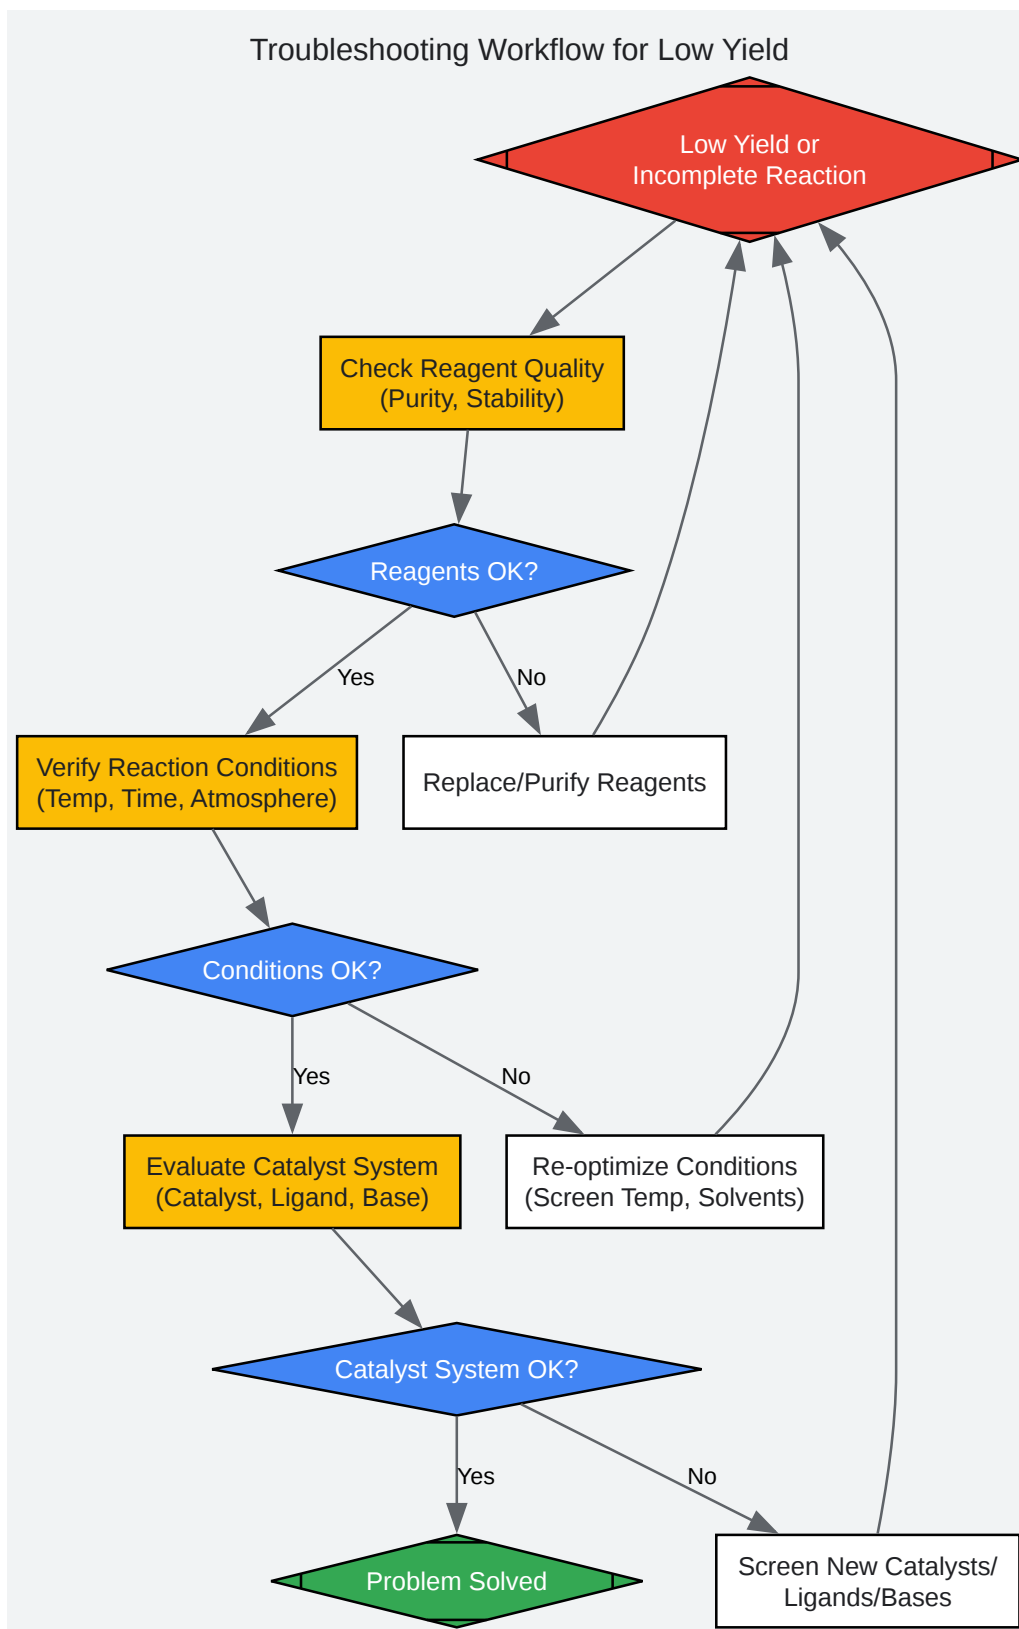 Troubleshooting Workflow for Low Yield
Low Yield or
Incomplete Reaction
Check Reagent Quality
(Purity, Stability)
Reagents OK?
Yes
No
Verify Reaction Conditions
(Temp, Time, Atmosphere)
Replace/Purify Reagents
Conditions OK?
Yes
No
Evaluate Catalyst System
(Catalyst, Ligand, Base)
Re-optimize Conditions
(Screen Temp, Solvents)
Catalyst System OK?
Yes
No
Problem Solved
Screen New Catalysts/
Ligands/Bases